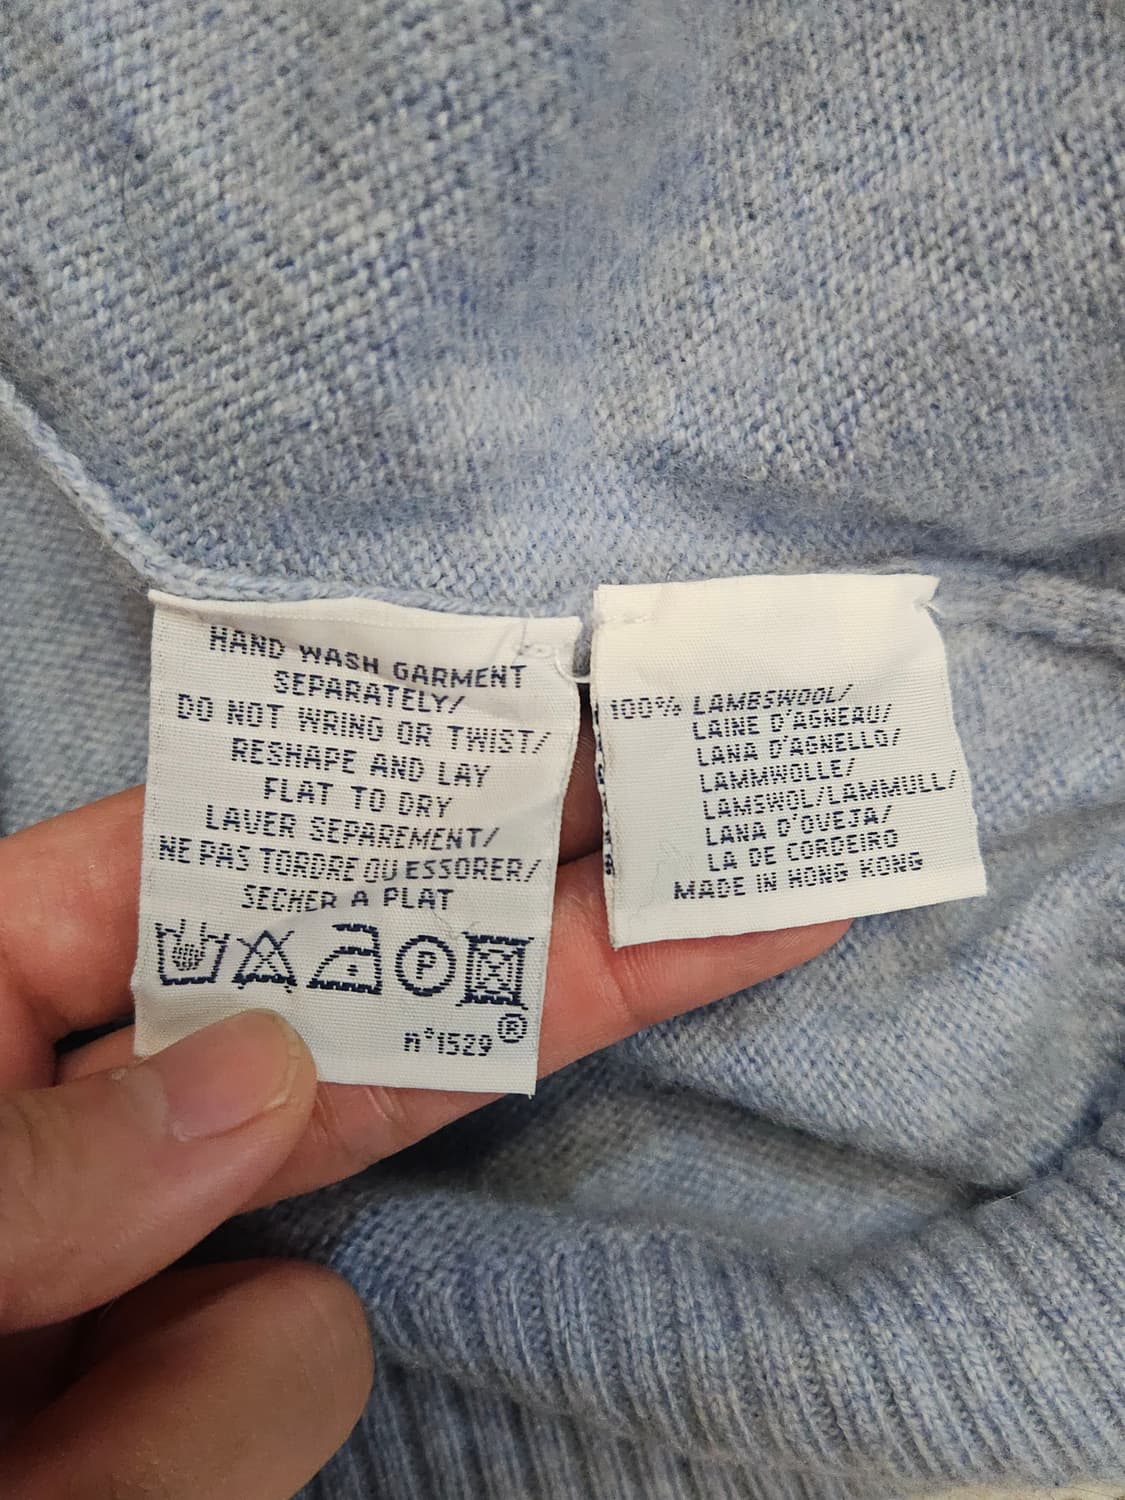 HAND WASH GARMENT
SEPARATELY/
DO NOT WRING OR TWIST/
RESHAPE AND LAY
FLAT TO DRY
LAVER SEPAREMENT/
NE PAS TORDRE OU ESSORER/
SECHER A PLAT
P
n°1529®
100% LAMBSWOOL/
LAINE D'AGNEAU/
LANA D'AGNELLO/
LAMMWOLLE/
LAMSWOL/LAMMULL/
LANA D'OVEJA/
LA DE CORDEIRO
MADE IN HONG KONG